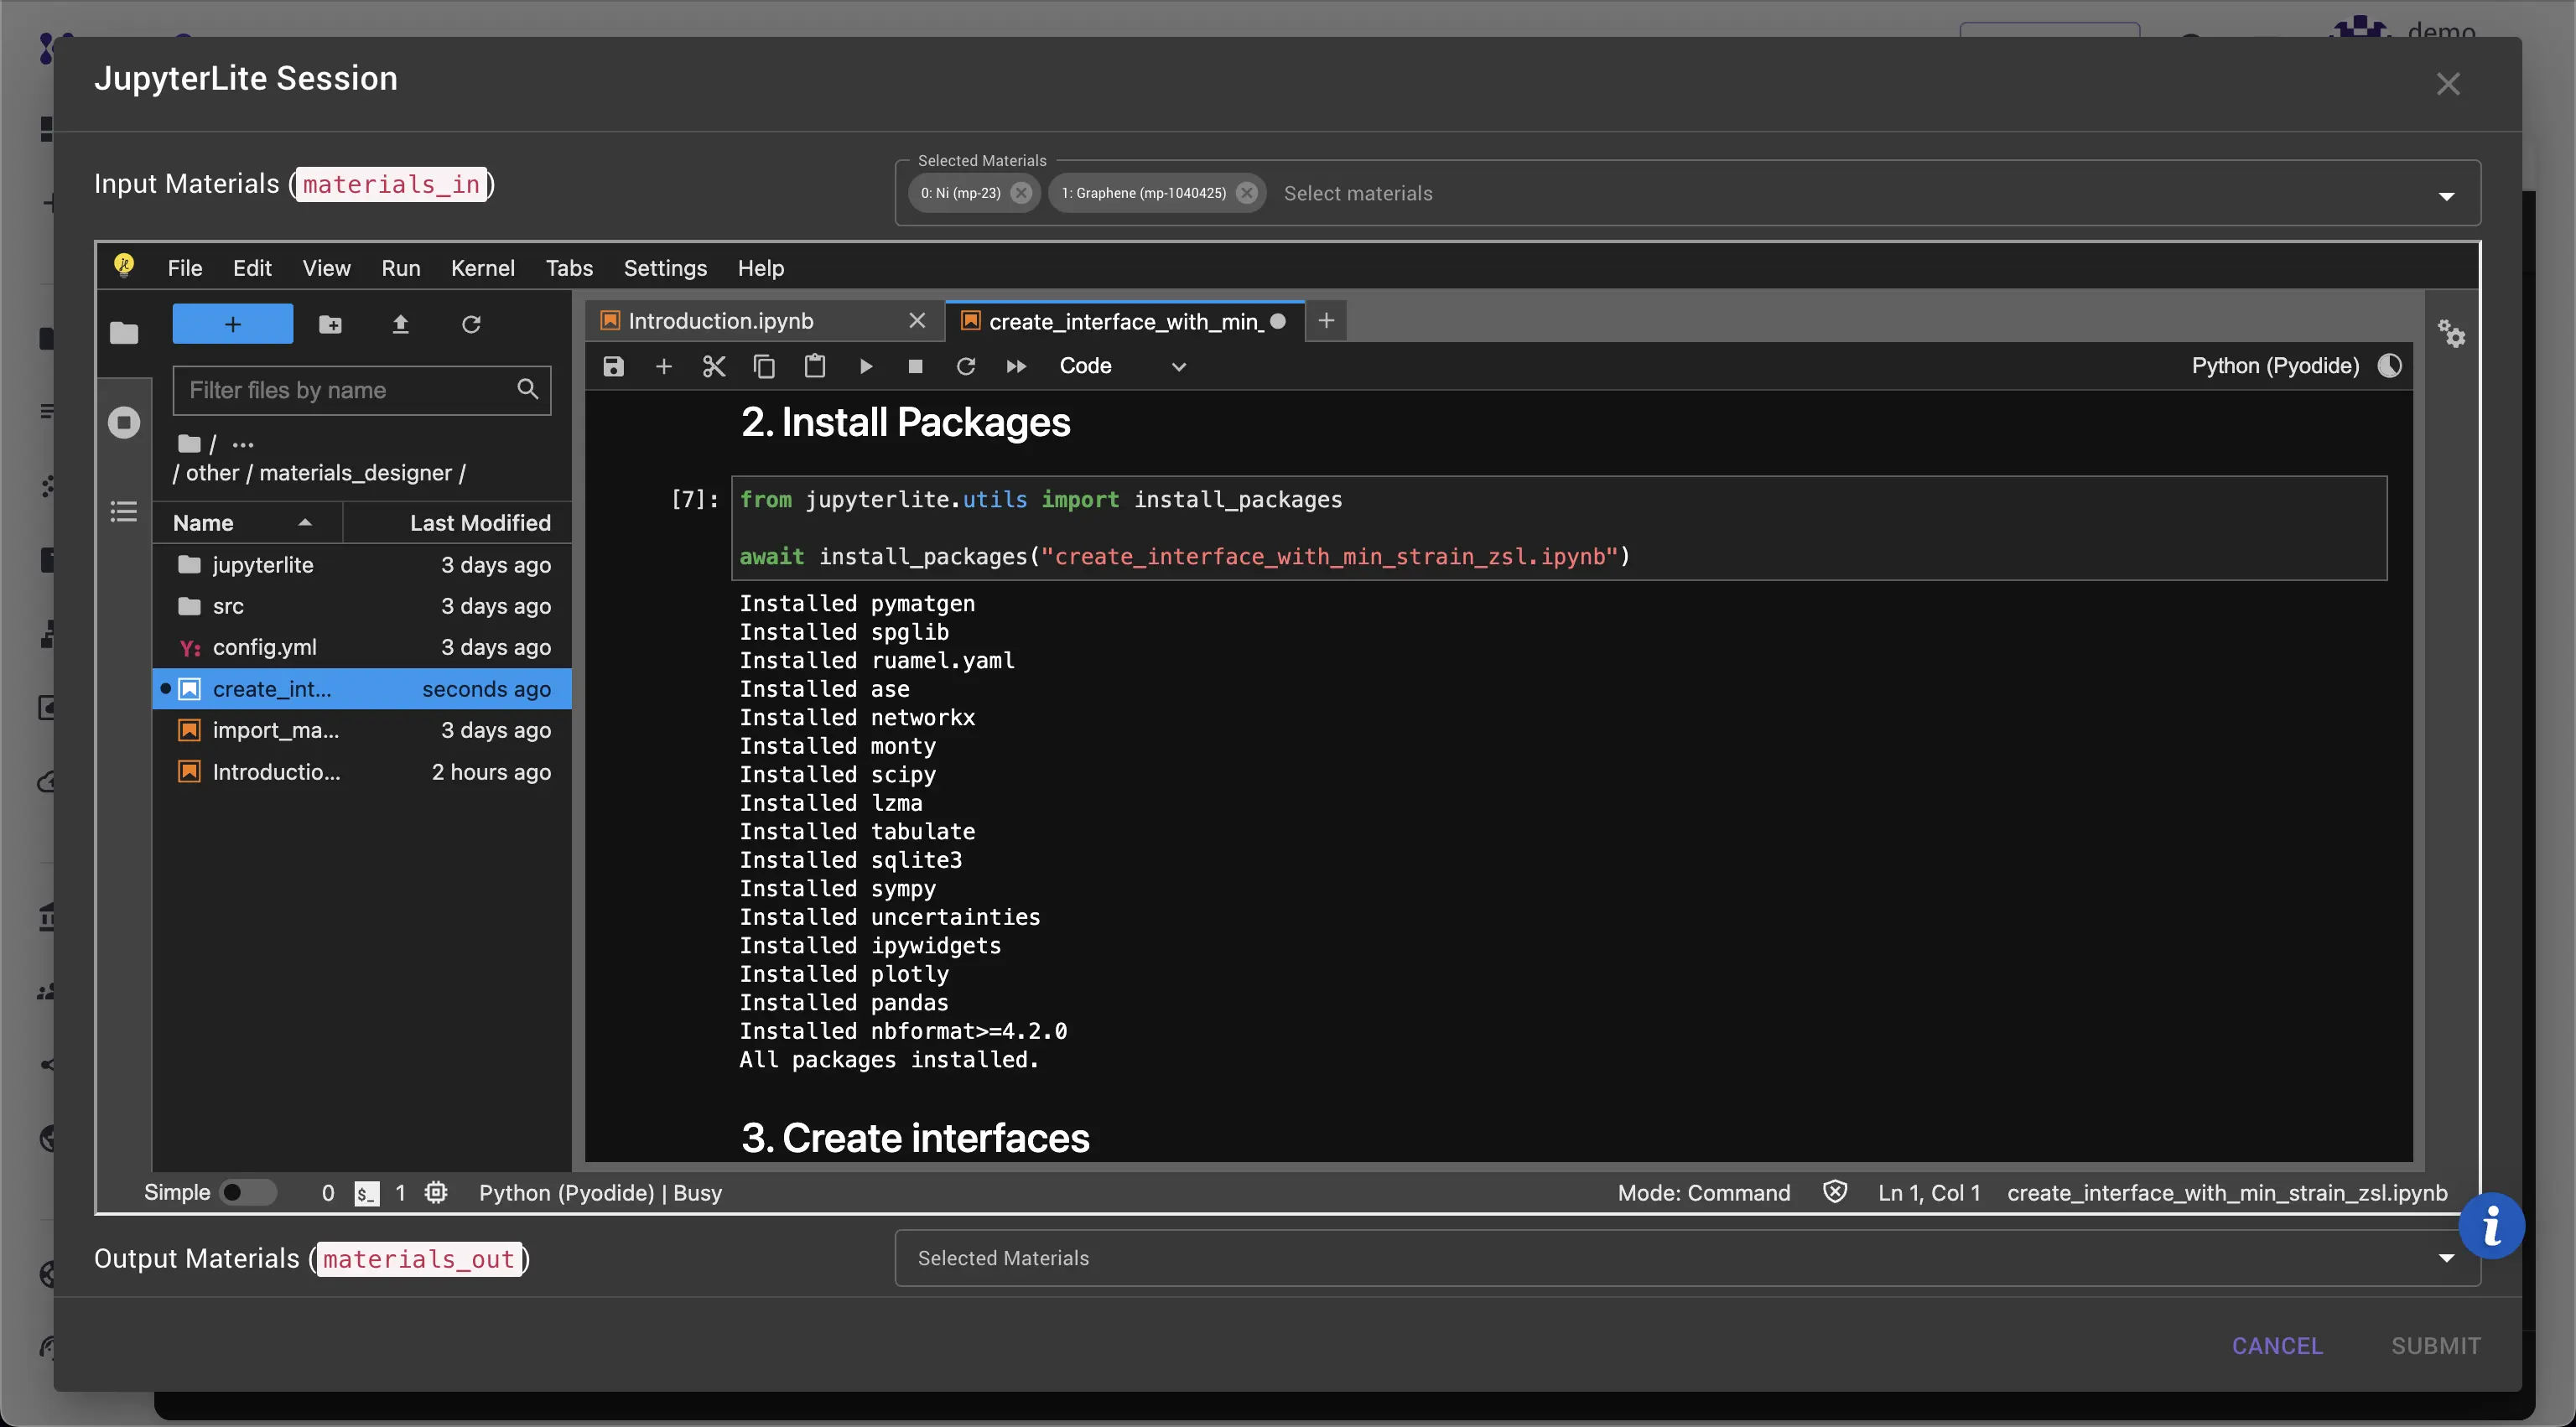 demo
JupyterLite Session
Input Materials (materials_in)
Selected Materials
0: Ni (mp-23)
1: Graphene (mp-1040425)
Select materials
File Edit View Run Kernel Tabs Settings Help
+
Filter files by name
/ ...
/ other / materials_designer /
Name Last Modified
jupyterlite 3 days ago
src 3 days ago
Y: config.yml 3 days ago
create_int... seconds ago
import_ma... 3 days ago
Introductio... 2 hours ago
Introduction.ipynb
create_interface_with_min_
Code
Python (Pyodide)
2. Install Packages
[7]: from jupyterlite.utils import install_packages
await install_packages("create_interface_with_min_strain_zsl.ipynb")
Installed pymatgen
Installed spglib
Installed ruamel.yaml
Installed ase
Installed networkx
Installed monty
Installed scipy
Installed lzma
Installed tabulate
Installed sqlite3
Installed sympy
Installed uncertainties
Installed ipywidgets
Installed plotly
Installed pandas
Installed nbformat>=4.2.0
All packages installed.
3. Create interfaces
Simple 0 $_ 1 Python (Pyodide) | Busy
Mode: Command Ln 1, Col 1 create_interface_with_min_strain_zsl.ipynb
i
Output Materials (materials_out)
Selected Materials
CANCEL SUBMIT